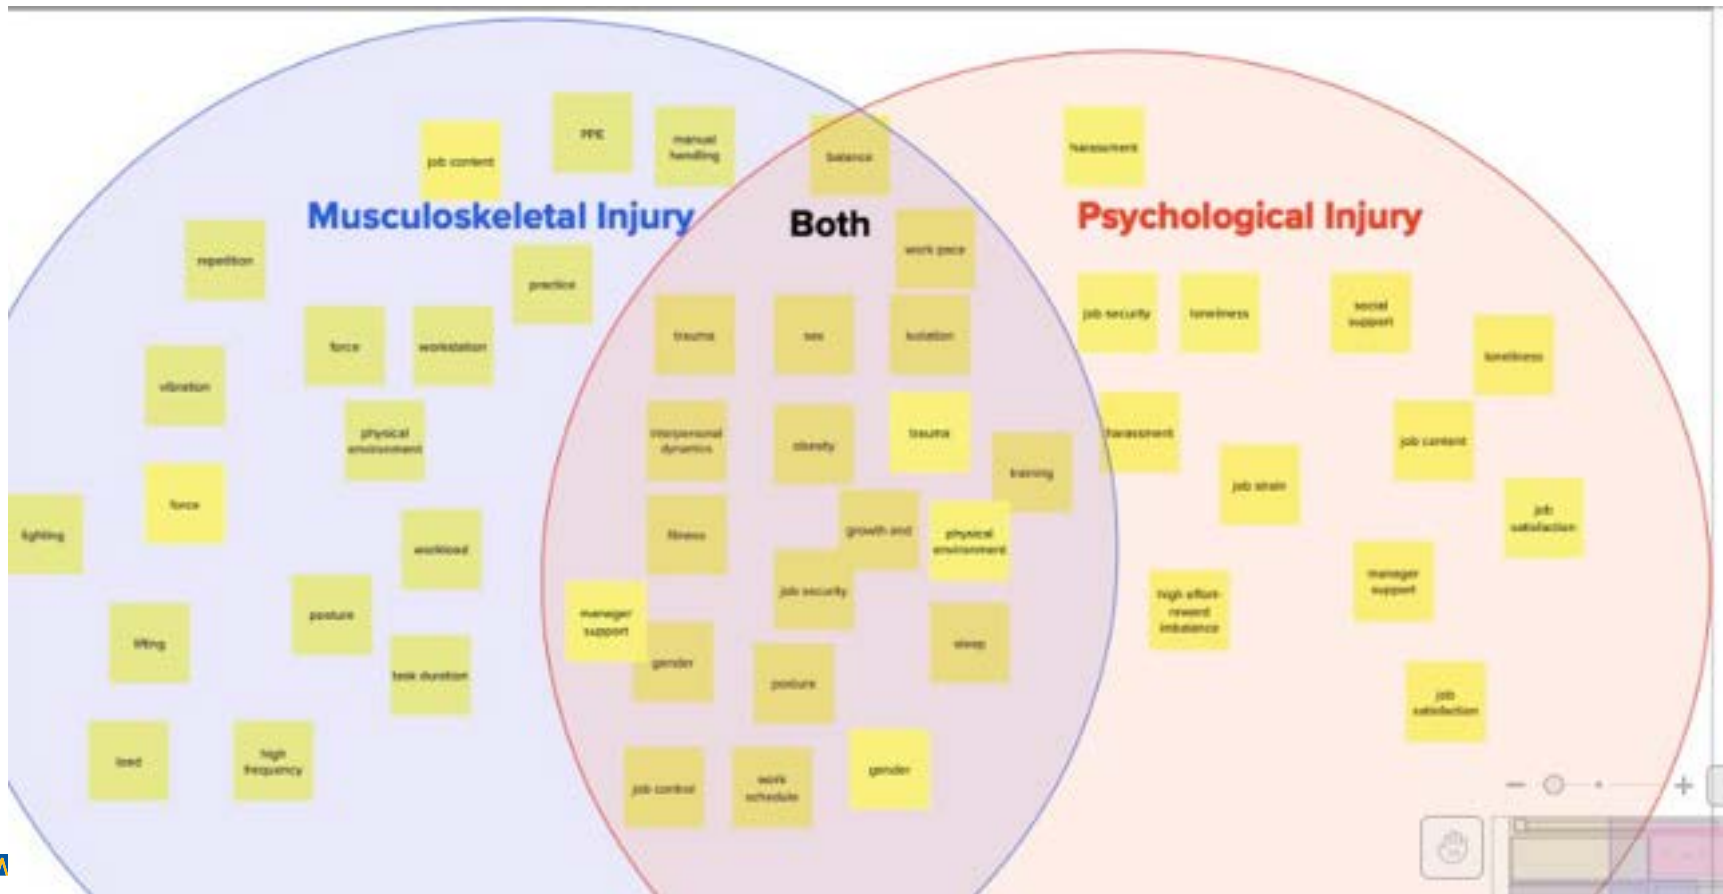 job content
PPE
manual
handling
balance
harassment
Musculoskeletal Injury
Both
Psychological Injury
repetition
practice
work pace
force
workstation
trauma
sex
isolation
job security
loneliness
social
support
loneliness
vibration
physical
environment
interpersonal
dynamics
obesity
trauma
training
harassment
job content
job strain
force
lighting
workload
fitness
growth and
physical
environment
job
satisfaction
job security
manager
support
high effort-
reward
imbalance
manager
support
lifting
posture
task duration
gender
posture
sleep
job
satisfaction
load
high
frequency
job control
work
schedule
gender